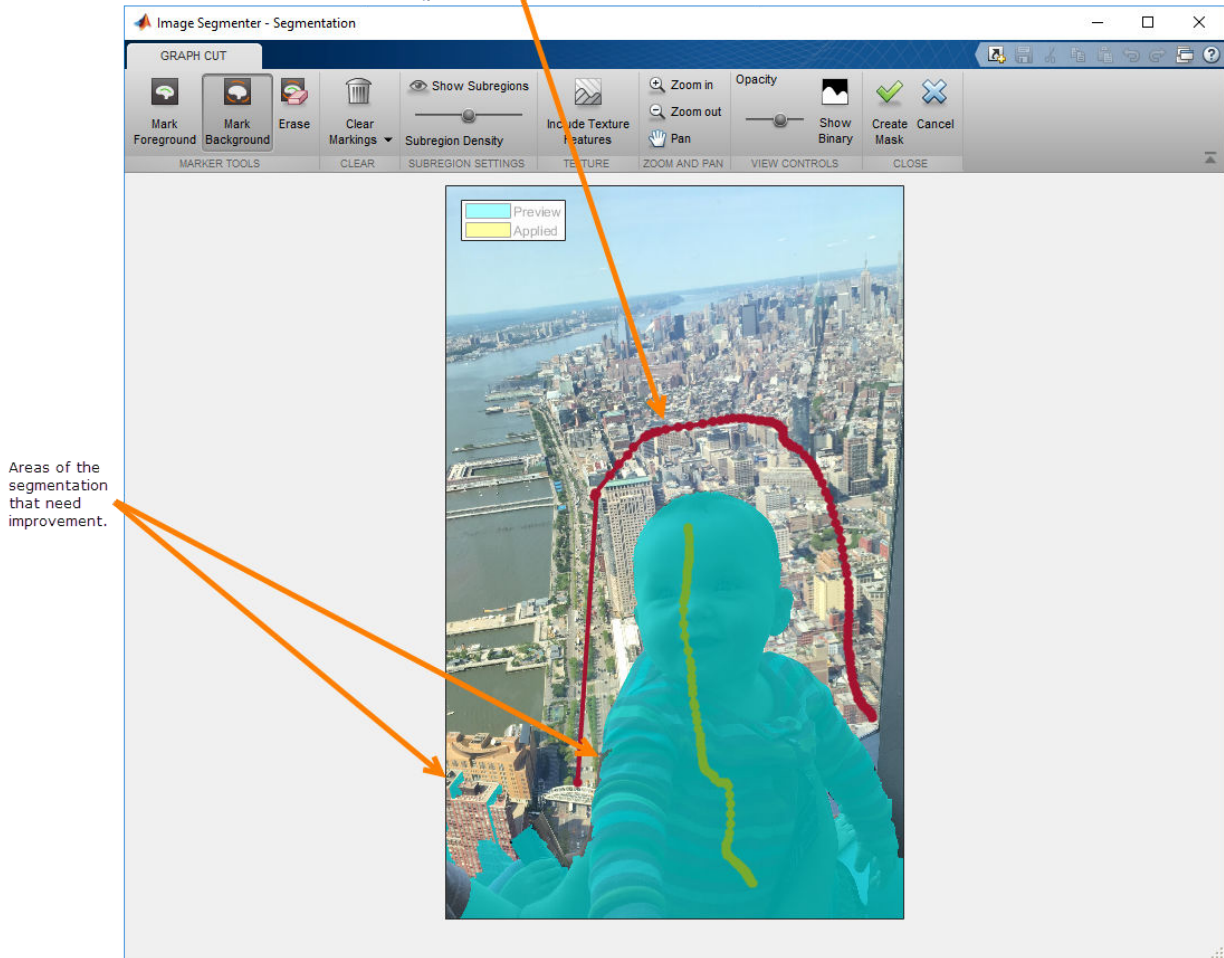 Image Segmenter - Segmentation
GRAPH CUT
Mark
Foreground
Mark
Background
Erase
Clear
Markings
Show Subregions
Subregion Density
Include Texture
Features
Zoom in
Zoom out
Pan
Opacity
Show
Binary
Create
Mask
Cancel
MARKER TOOLS
CLEAR
SUBREGION SETTINGS
TEXTURE
ZOOM AND PAN
VIEW CONTROLS
CLOSE
Preview
Applied
Areas of the
segmentation
that need
improvement.